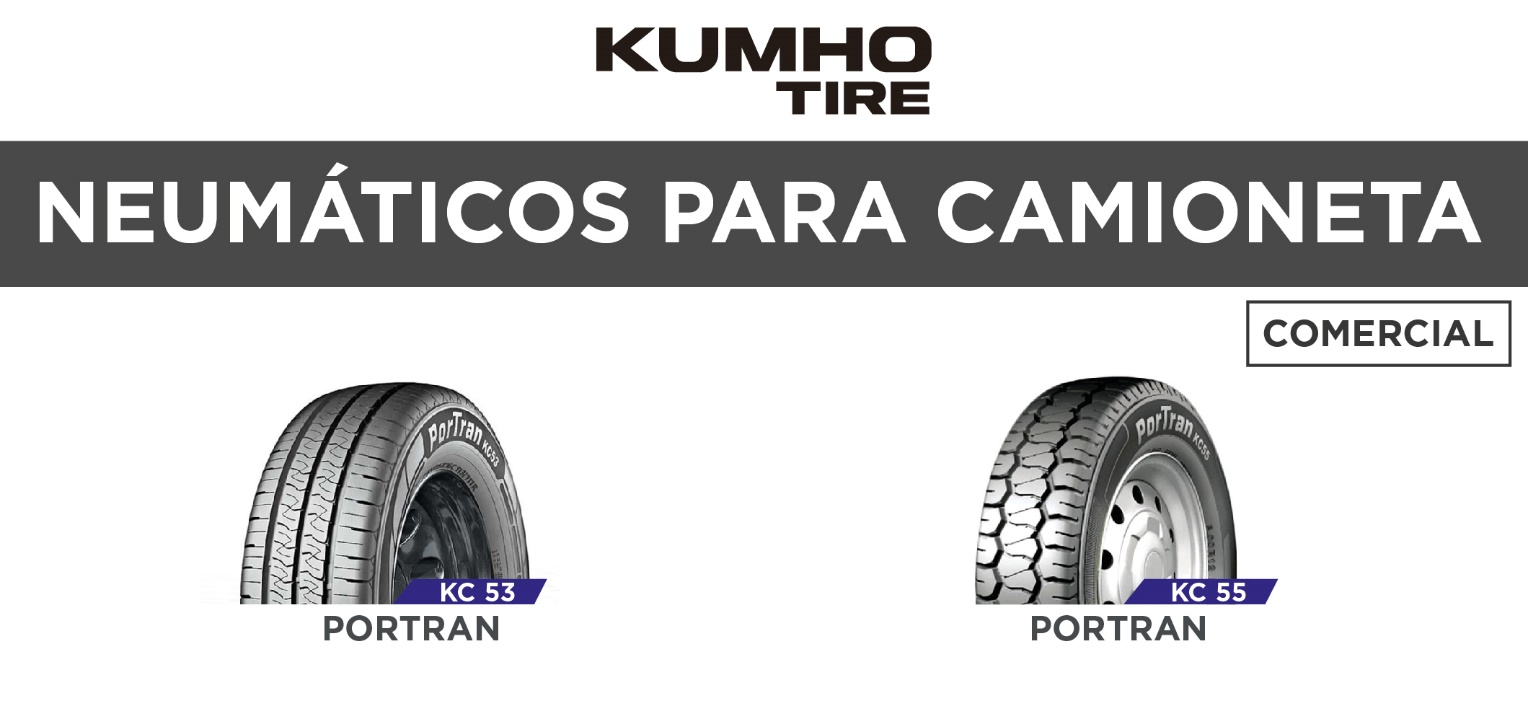 KUMHO
TIRE
NEUMÁTICOS PARA CAMIONETA
COMERCIAL
PorTran KC53
KC 53
PORTRAN
PorTran KC55
KC 55
PORTRAN